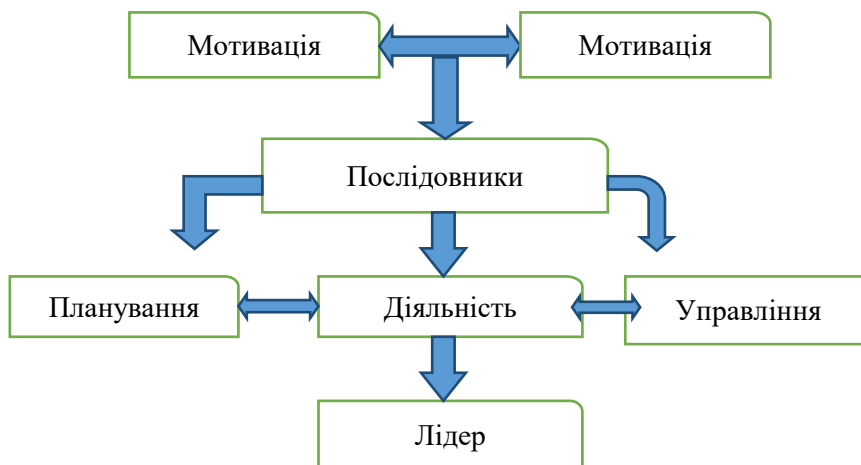 Мотивація
Мотивація
Послідовники
Планування
Діяльність
Управління
Лідер